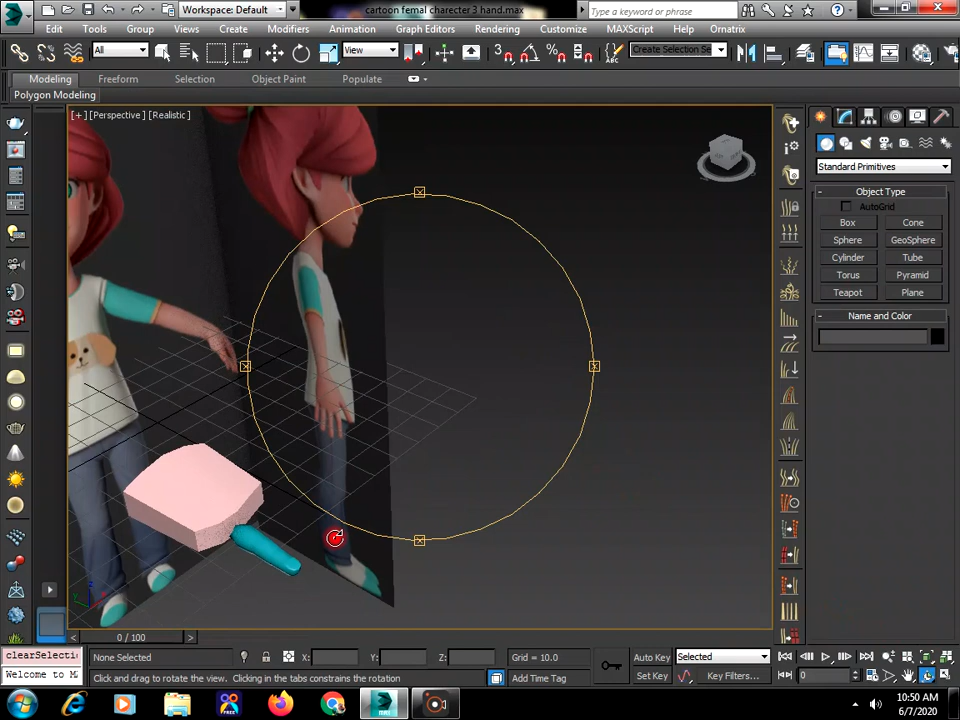 Workspace: Default
cartoon femal charecter 3 hand.max
Type a keyword or phrase
Edit Tools Group Views Create Modifiers Animation Graph Editors Rendering Customize MAXScript Help Ornatrix
All
View
3
Create Selection Se
Modeling Freeform Selection Object Paint Populate
Polygon Modeling
[+] [Perspective] [Realistic]
Standard Primitives
Object Type
AutoGrid
Box Cone
Sphere GeoSphere
Cylinder Tube
Torus Pyramid
Teapot Plane
Name and Color
0 / 100
clearSelecti
None Selected X: Y: Z: Grid = 10.0 Auto Key Selected
Welcome to M
Click and drag to rotate the view. Clicking in the tabs constrains the rotation
Add Time Tag Set Key Key Filters... 0
FREE
MAX
10:50 AM
6/7/2020